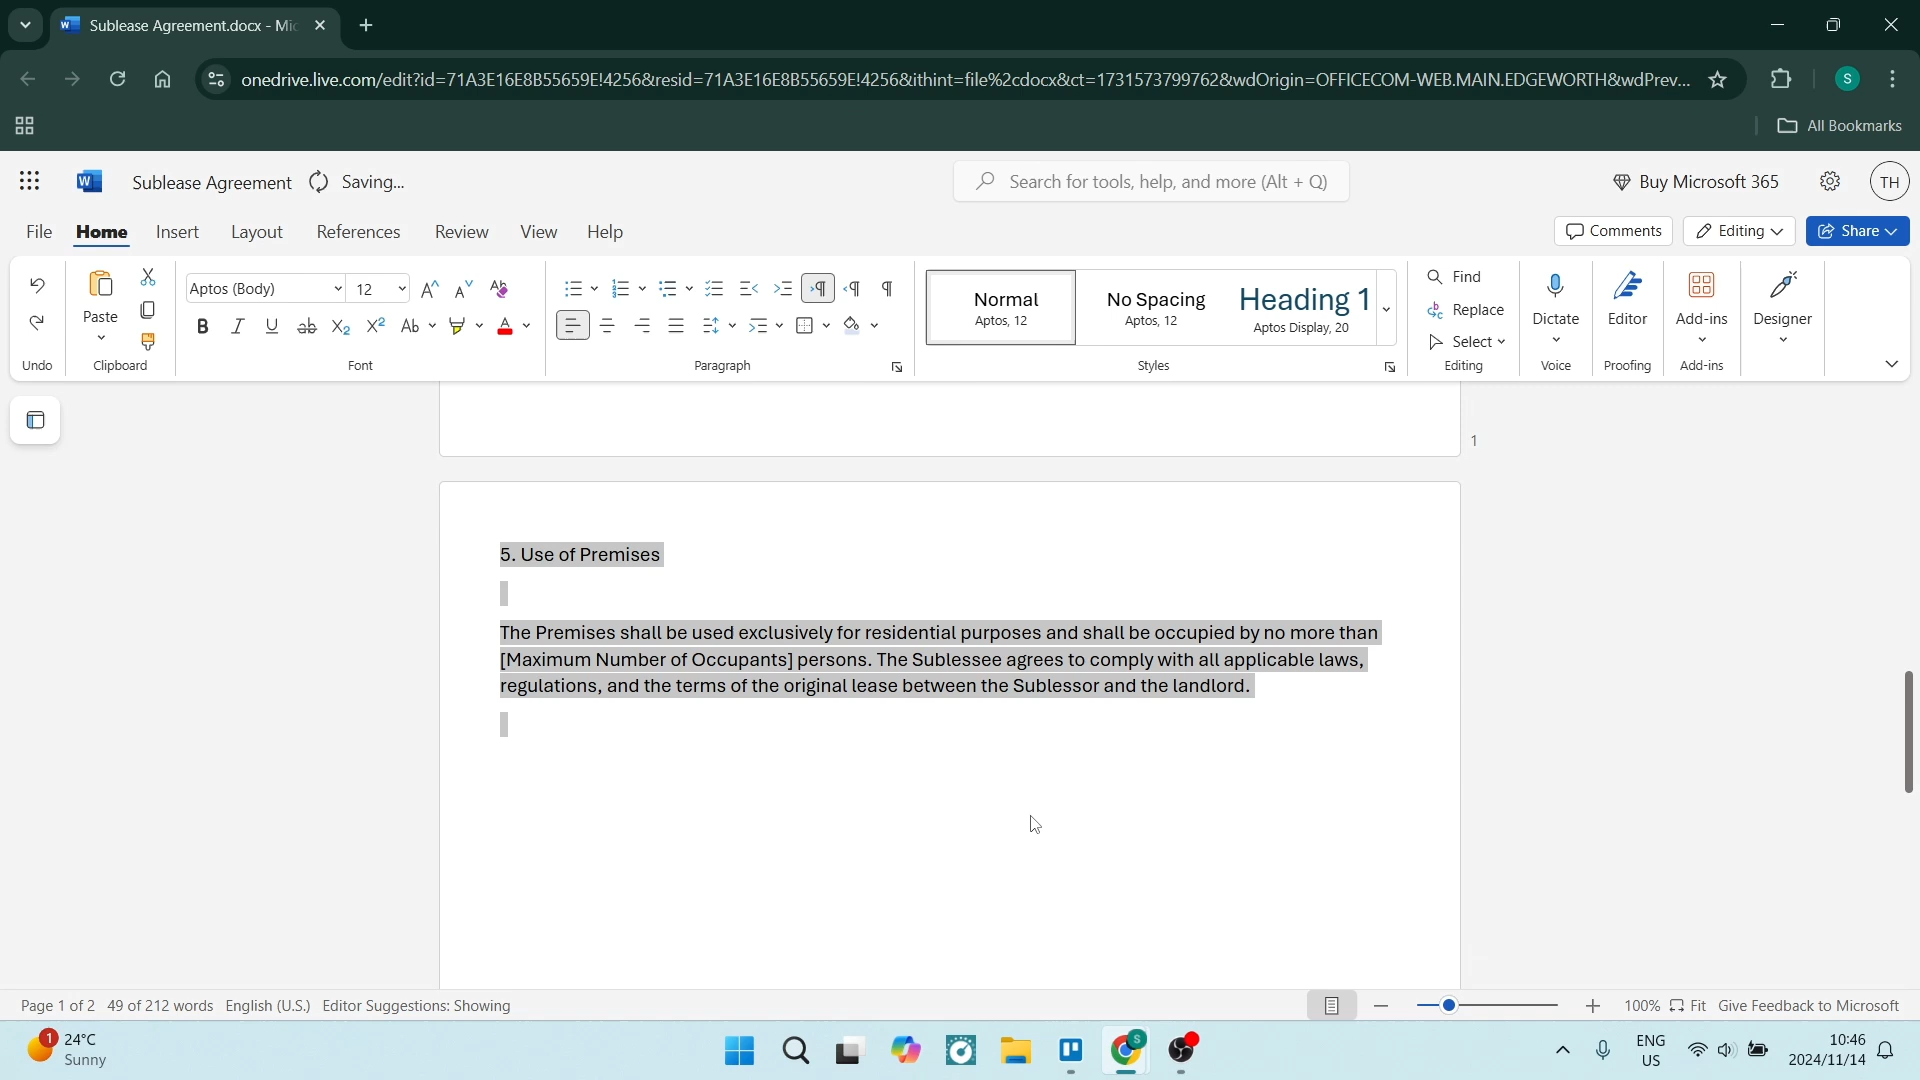 Sublease Agreement.docx - Mic
onedrive.live.com/edit?id=71A3E16E8B55659E!4256&resid=71A3E16E8B55659E!4256&ithint=file%2cdocx&ct=1731573799762&wdOrigin=OFFICECOM-WEB.MAIN.EDGEWORTH&wdPrev...
S
All Bookmarks
Sublease Agreement Saving...
Search for tools, help, and more (Alt + Q)
Buy Microsoft 365
TH
File Home Insert Layout References Review View Help
Comments Editing Share
Paste
Aptos (Body) 12
Normal
Aptos, 12
No Spacing
Aptos, 12
Heading 1
Aptos Display, 20
Find
Replace
Select
Dictate
Editor
Add-ins
Designer
Undo Clipboard Font Paragraph Styles Editing Voice Proofing Add-ins
1
5. Use of Premises
The Premises shall be used exclusively for residential purposes and shall be occupied by no more than
[Maximum Number of Occupants] persons. The Sublessee agrees to comply with all applicable laws,
regulations, and the terms of the original lease between the Sublessor and the landlord.
Page 1 of 2 49 of 212 words English (U.S.) Editor Suggestions: Showing
100% Fit Give Feedback to Microsoft
1
24°C
Sunny
S
ENG
US
10:46
2024/11/14